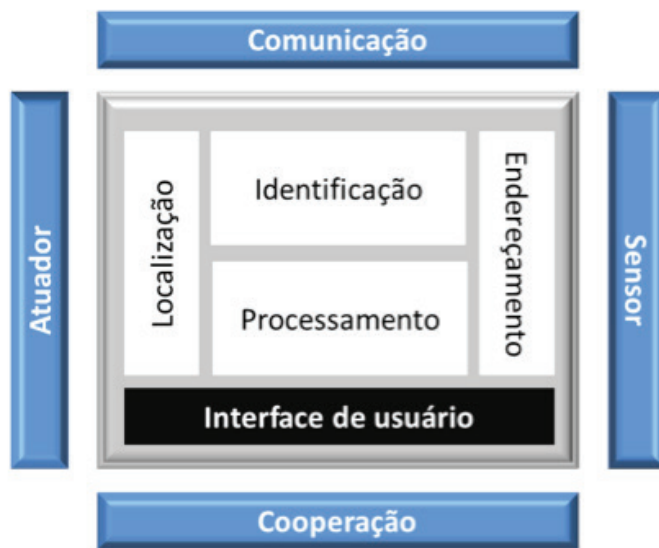 Comunicação
Atuador
Localização
Identificação
Processamento
Endereçamento
Sensor
Interface de usuário
Cooperação